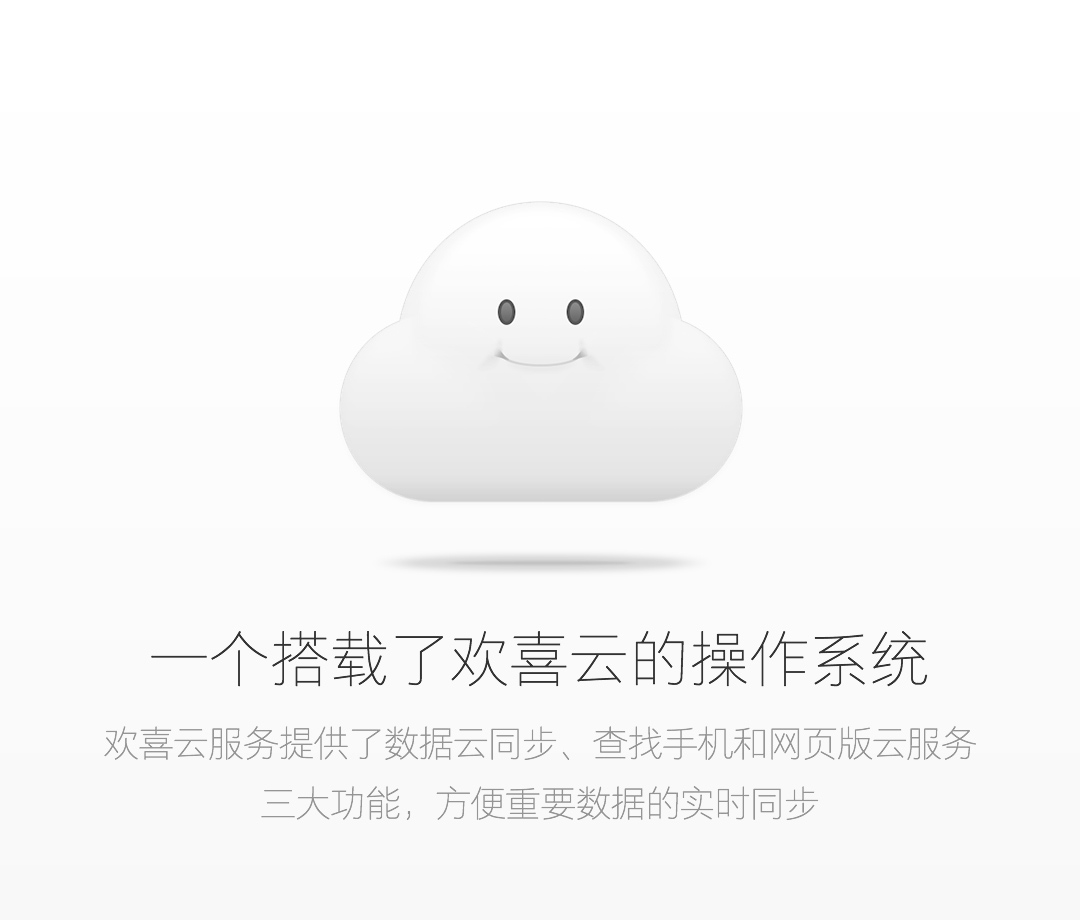 一个搭载了欢喜云的操作系统
欢喜云服务提供了数据云同步、查找手机和网页版云服务
三大功能，方便重要数据的实时同步